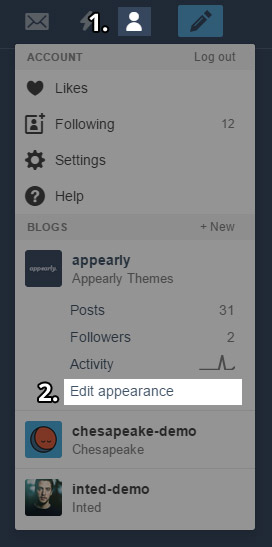 1.
ACCOUNT Log out
Likes
Following 12
Settings
Help
BLOGS + New
appearly.
appearly
Appearly Themes
Posts 31
Followers 2
Activity
2. Edit appearance
chesapeake-demo
Chesapeake
inted-demo
Inted